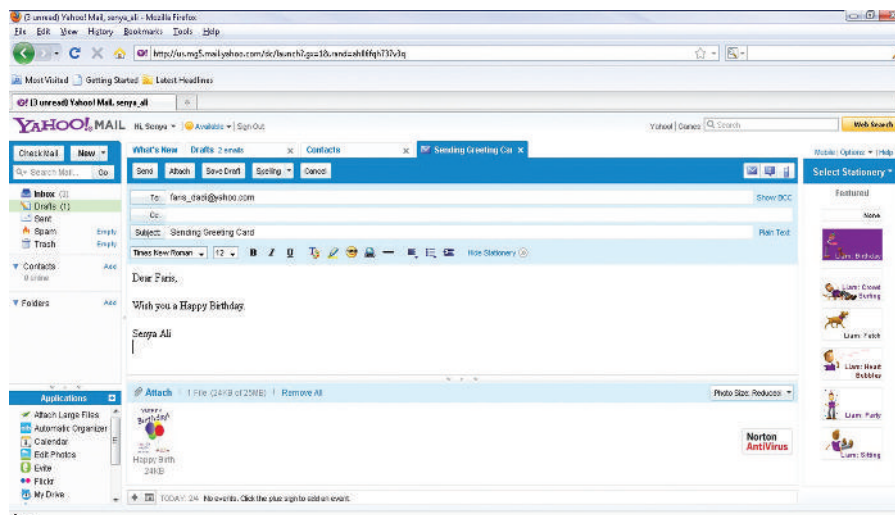 (3 unread) Yahoo! Mail, senya_ali - Mozilla Firefox
File Edit View History Bookmarks Tools Help
Most Visited Getting Started Latest Headlines
(3 unread) Yahoo! Mail, senya_ali
YAHOO! MAIL Hi, Senya Available Sign Out Yahoo! Games Search Web Search
Check Mail New What's New Drafts 2 emails x Contacts x Sending Greeting Car x Mobile Options Help
Search Mail... Go Send Attach Save Draft Spelling Cancel Select Stationery
Inbox (3) To: faris_dadi@yahoo.com Show BCC Featured
Drafts (1) Cc: None
Sent
Spam Empty Subject: Sending Greeting Card Plain Text
Trash Empty Times New Roman 12 B I U Hide Stationery Liam: Birthday
Contacts Add Dear Faris,
0 online
Folders Add Wish you a Happy Birthday. Liam: Crowd Surfing
Senya Ali Liam: Fetch
Liam: Head Bobbles
Applications Attach 1 File (24KB of 25MB) Remove All Photo Size: Reduced
Attach Large Files Liam: Party
Automatic Organizer Birthday
Calendar Norton AntiVirus
Edit Photos Happy Birth Liam: Sitting
Evite 24KB
Flickr
My Drive TODAY: 2/4 No events. Click the plus sign to add an event.